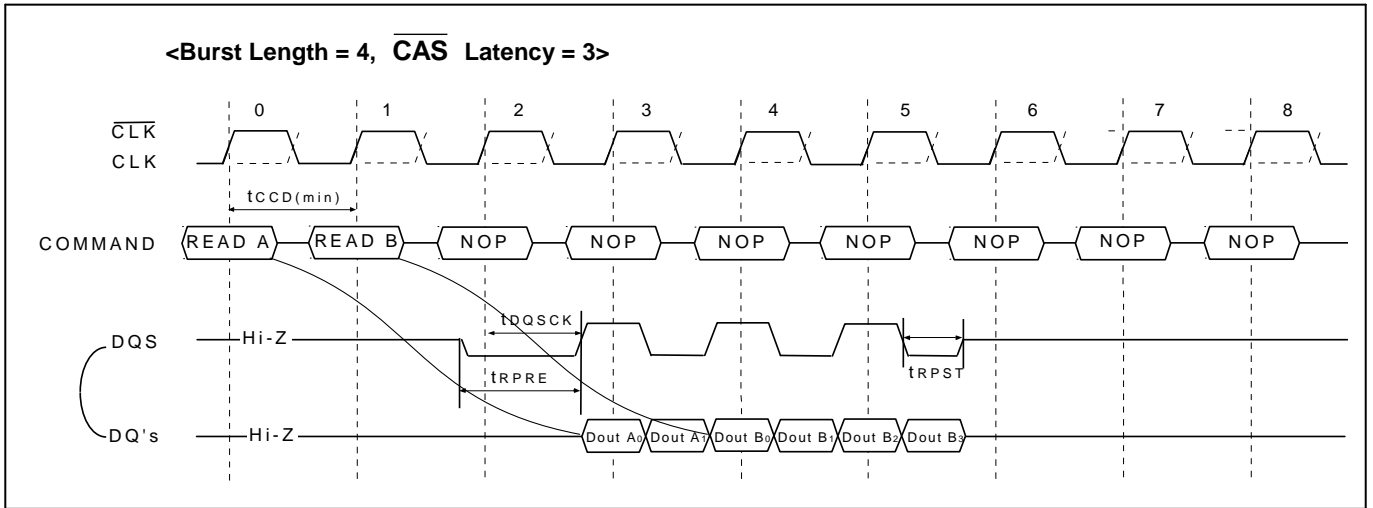 <Burst Length = 4, CAS Latency = 3>
0 1 2 3 4 5 6 7 8
CLK
CLK
tCCD(min)
COMMAND READ A READ B NOP NOP NOP NOP NOP NOP NOP
tDQSCK
DQS Hi-Z
tRPRE tRPST
DQ's Hi-Z Dout A0 Dout A1 Dout B0 Dout B1 Dout B2 Dout B3